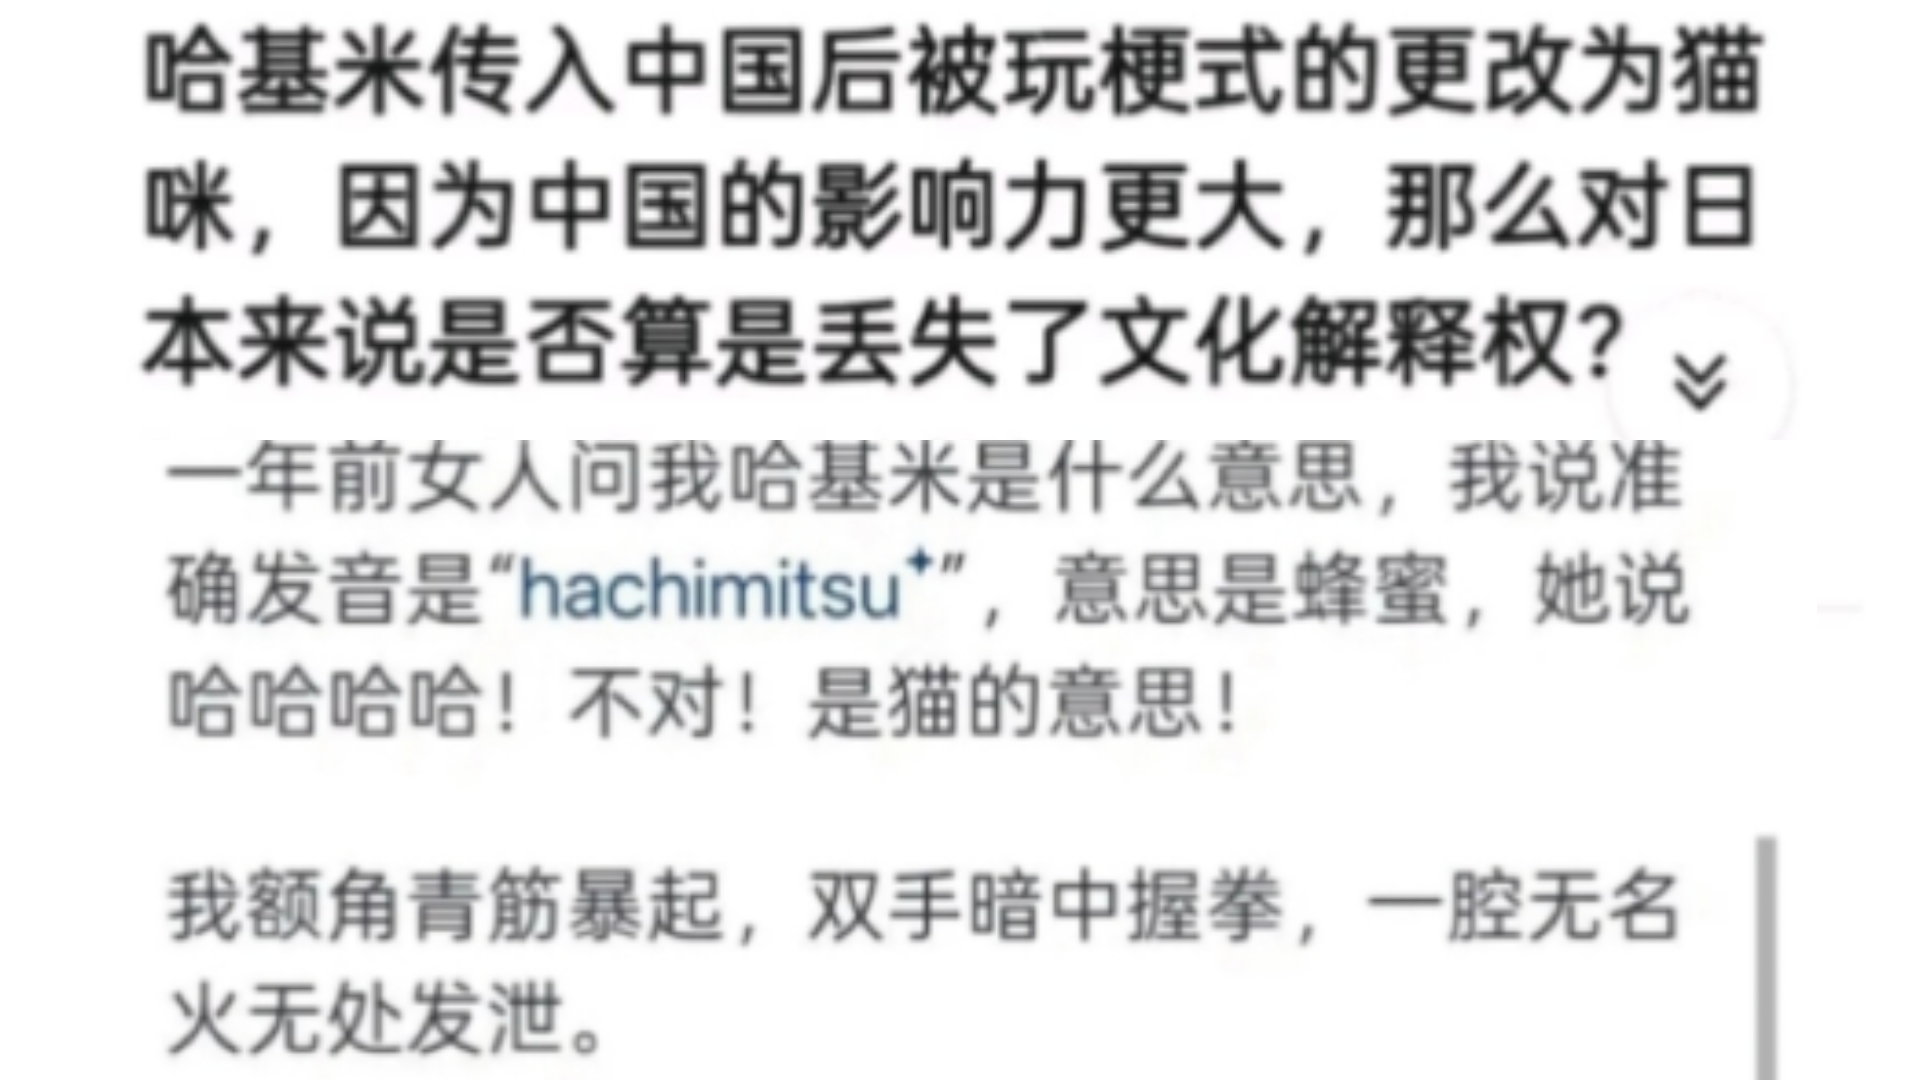 哈基米传入中国后被玩梗式的更改为猫
咪，因为中国的影响力更大，那么对日
本来说是否算是丢失了文化解释权？
一年前女人问我哈基米是什么意思，我说准
确发音是“hachimitsu”，意思是蜂蜜，她说
哈哈哈哈！不对！是猫的意思！
我额角青筋暴起，双手暗中握拳，一腔无名
火无处发泄。